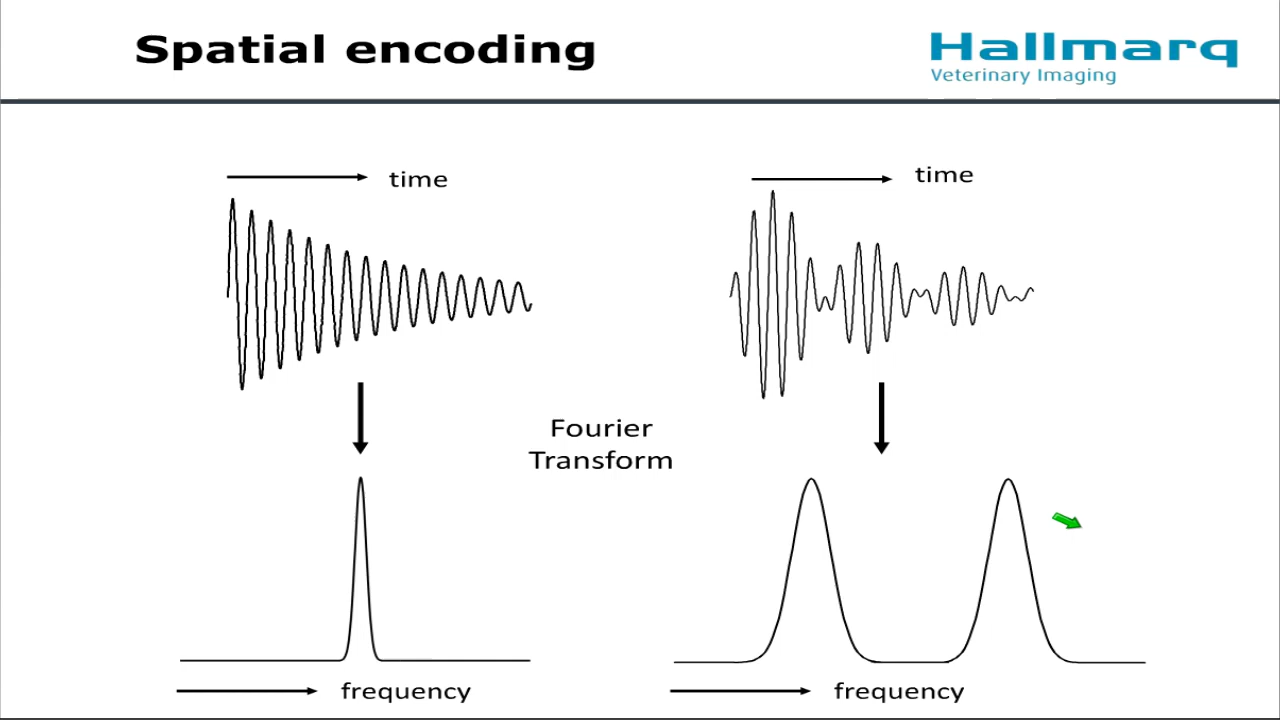 Spatial encoding
Hallmarq
Veterinary Imaging
time
time
Fourier
Transform
frequency
frequency